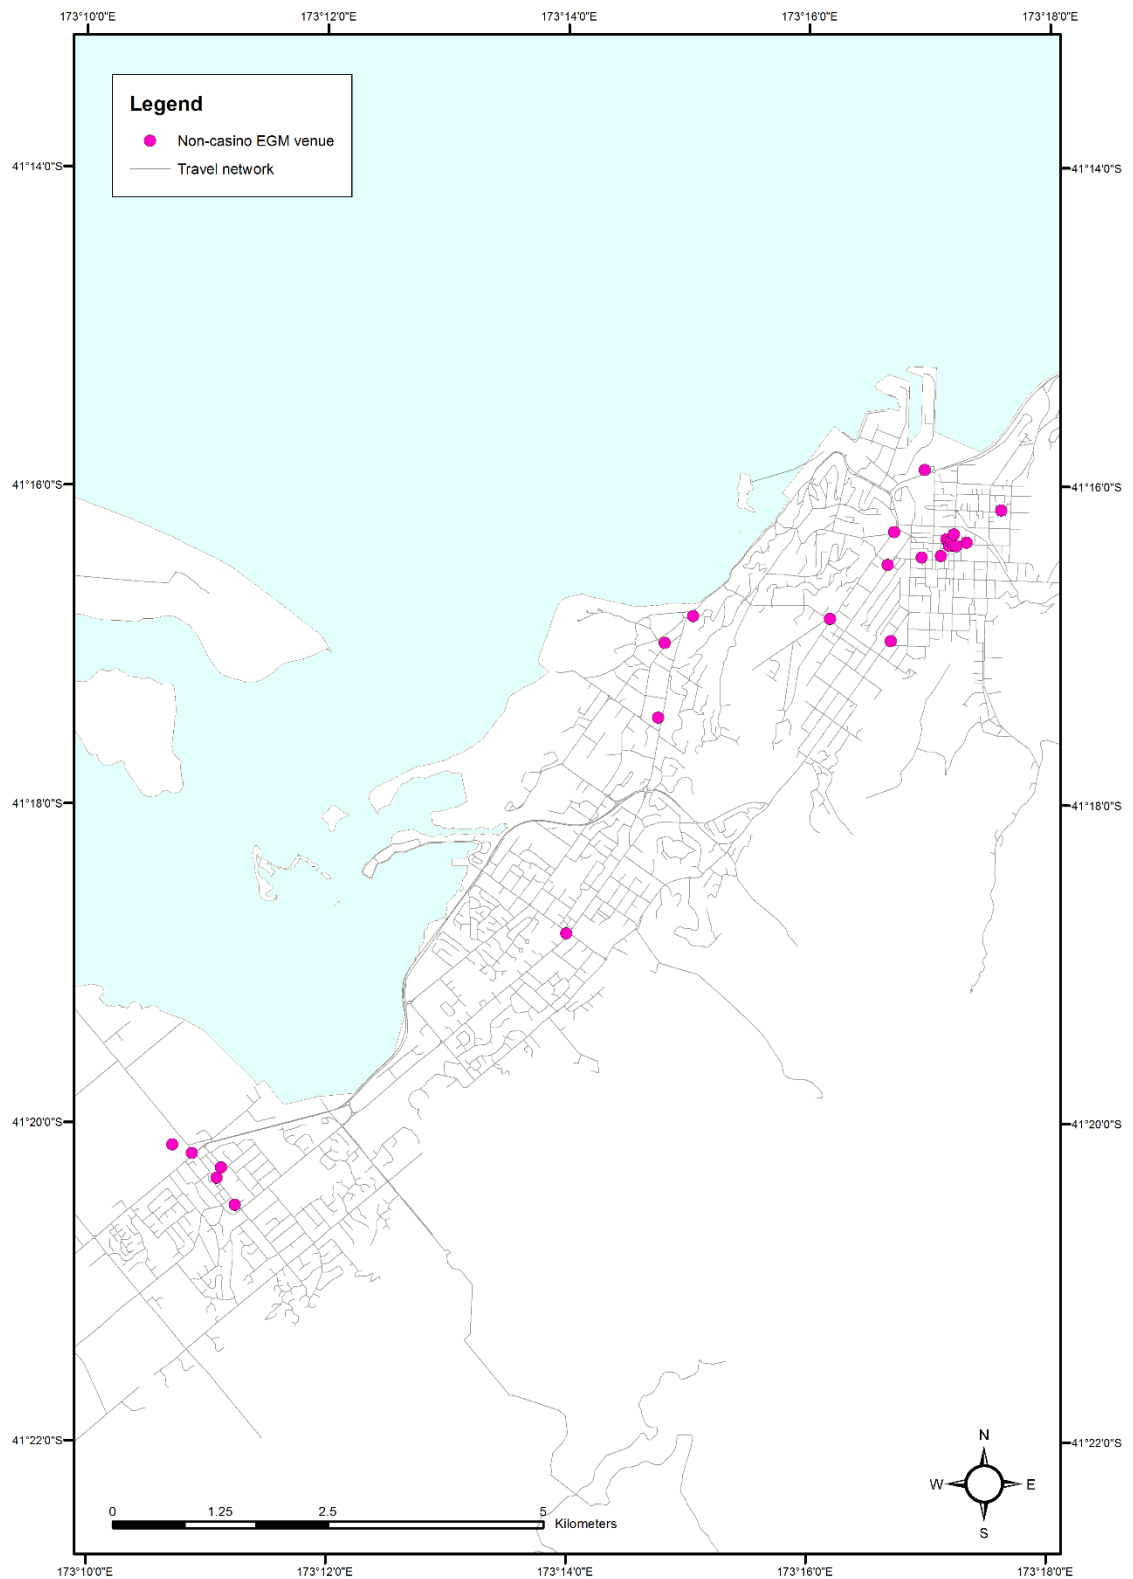 173°10'0"E 173°12'0"E 173°14'0"E 173°16'0"E 173°18'0"E
Legend
Non-casino EGM venue
Travel network
41°14'0"S 41°14'0"S
41°16'0"S 41°16'0"S
41°18'0"S 41°18'0"S
41°20'0"S 41°20'0"S
41°22'0"S 41°22'0"S
N
W E
S
0 1.25 2.5 5
Kilometers
173°10'0"E 173°12'0"E 173°14'0"E 173°16'0"E 173°18'0"E